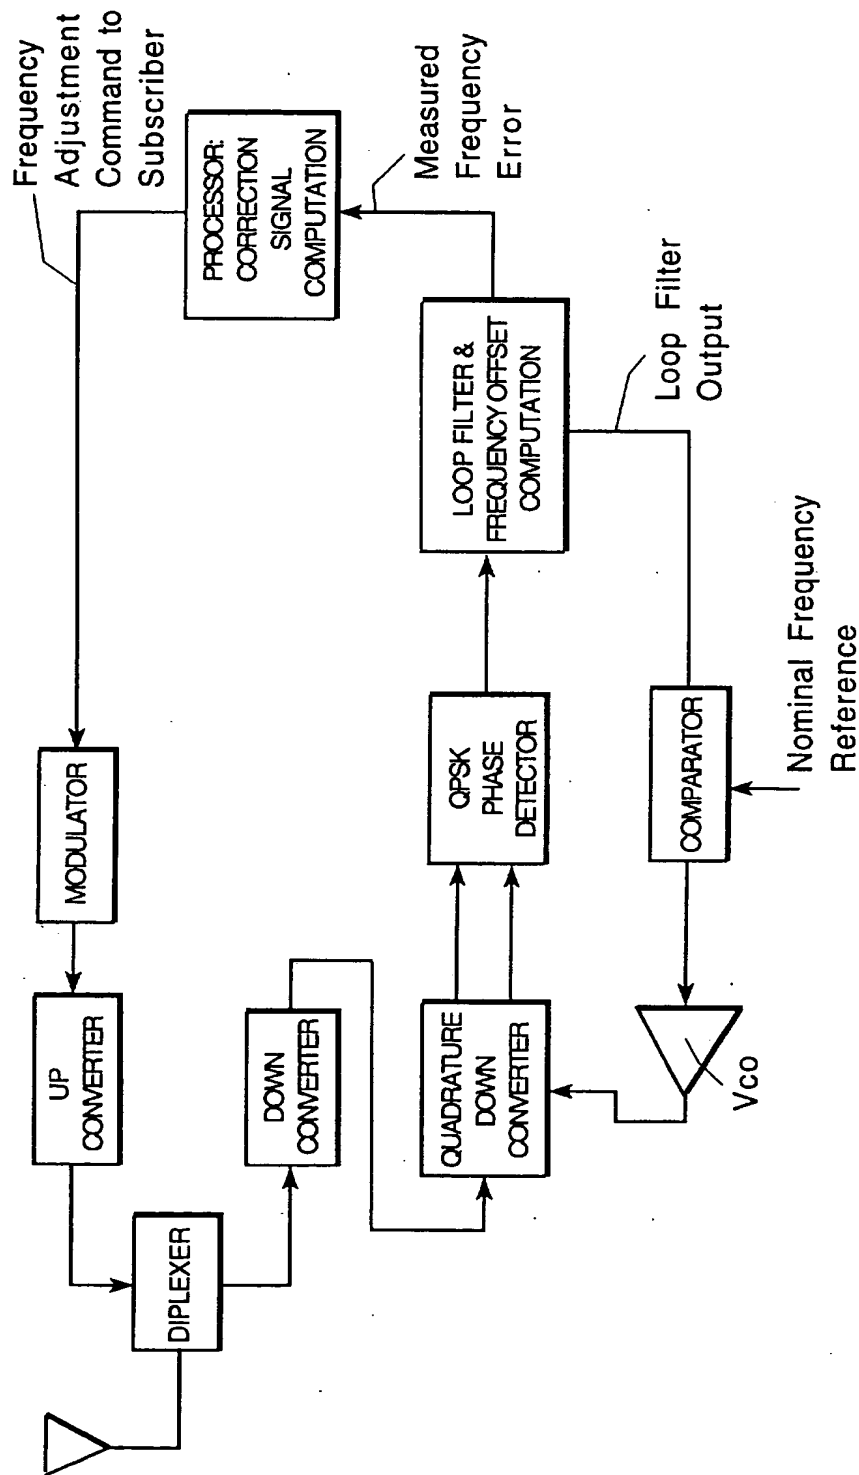 Frequency
Adjustment
Command to
Subscriber
MODULATOR
UP
CONVERTER
DIPLEXER
DOWN
CONVERTER
PROCESSOR:
CORRECTION
SIGNAL
COMPUTATION
Measured
Frequency
Error
QUADRATURE
DOWN
CONVERTER
QPSK
PHASE
DETECTOR
LOOP FILTER &
FREQUENCY OFFSET
COMPUTATION
Loop Filter
Output
Vco
COMPARATOR
Nominal Frequency
Reference